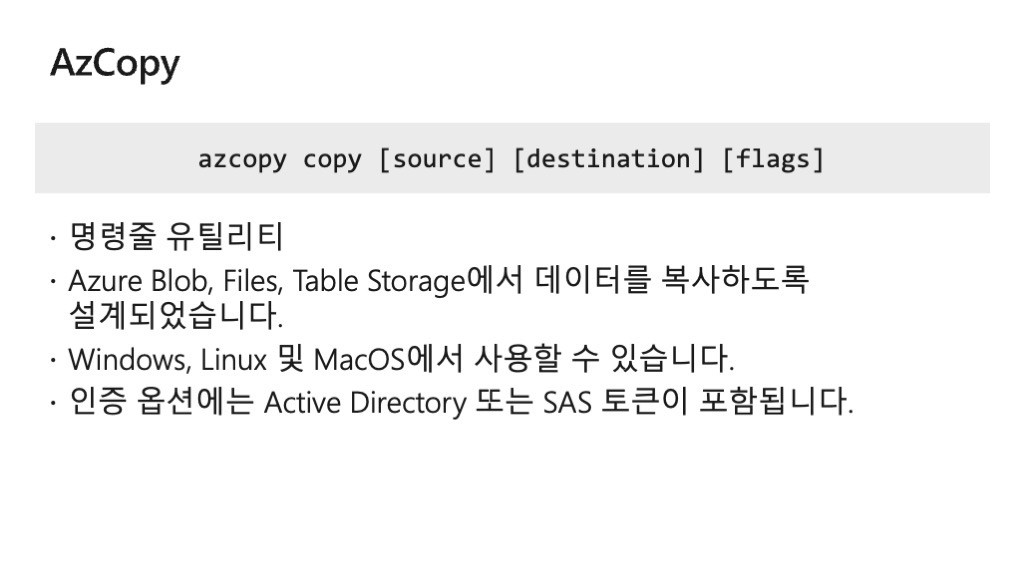 AzCopy
azcopy copy [source] [destination] [flags]
· 명령줄 유틸리티
· Azure Blob, Files, Table Storage에서 데이터를 복사하도록
설계되었습니다.
· Windows, Linux 및 MacOS에서 사용할 수 있습니다.
· 인증 옵션에는 Active Directory 또는 SAS 토큰이 포함됩니다.